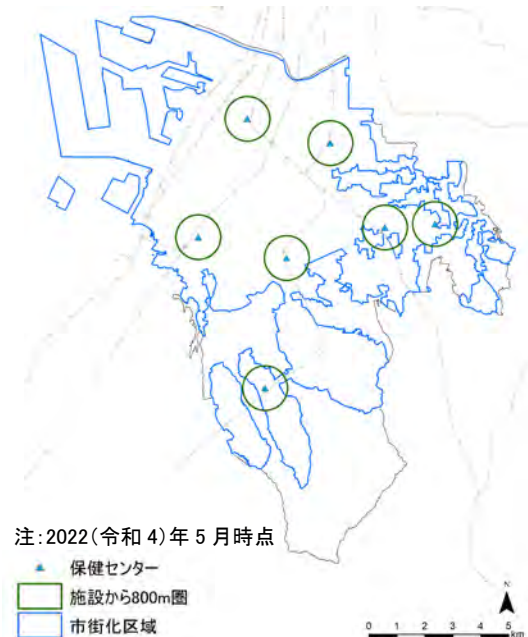 注:2022(令和 4)年 5 月時点
保健センター
施設から800m圏
市街化区域
N
0 1 2 3 4 5
km